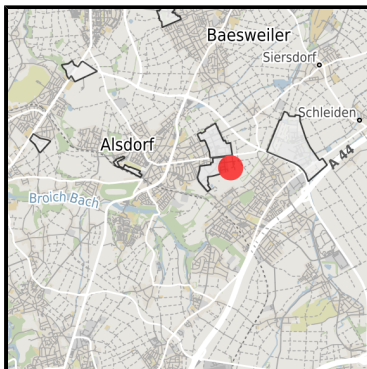 Baesweiler
Siersdorf
Schleiden
Alsdorf
A 44
Broich Bach